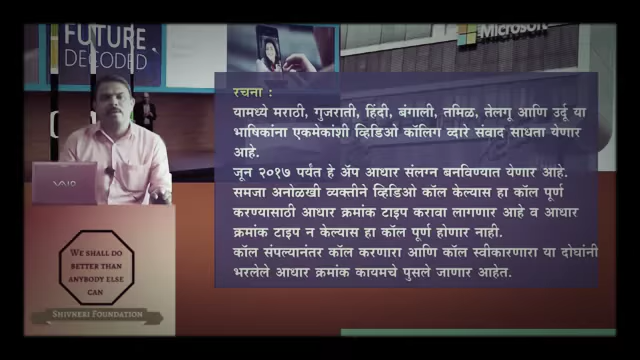 FUTURE
DECODED
Microsoft
VAIO
WE SHALL DO
BETTER THAN
ANYBODY ELSE
CAN
SHIVNERI FOUNDATION
रचना :
यामध्ये मराठी, गुजराती, हिंदी, बंगाली, तमिळ, तेलगू आणि उर्दू या
भाषिकांना एकमेकांशी व्हिडिओ कॉलिंग व्दारे संवाद साधता येणार
आहे.
जून २०१७ पर्यंत हे ॲप आधार संलग्न बनविण्यात येणार आहे.
समजा अनोळखी व्यक्तीने व्हिडिओ कॉल केल्यास हा कॉल पूर्ण
करण्यासाठी आधार क्रमांक टाइप करावा लागणार आहे व आधार
क्रमांक टाइप न केल्यास हा कॉल पूर्ण होणार नाही.
कॉल संपल्यानंतर कॉल करणारा आणि कॉल स्वीकारणारा या दोघांनी
भरलेले आधार क्रमांक कायमचे पुसले जाणार आहेत.